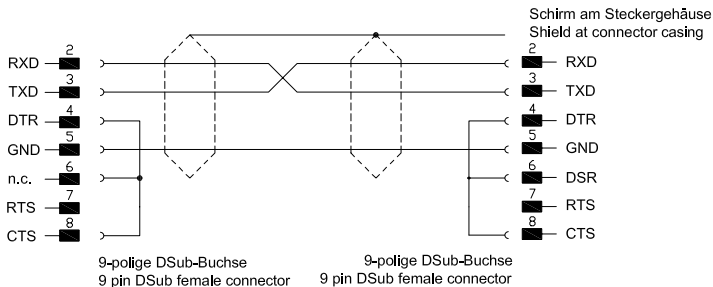 Schirm am Steckergehäuse
Shield at connector casing
RXD 2
TXD 3
DTR 4
GND 5
n.c. 6
RTS 7
CTS 8
2 RXD
3 TXD
4 DTR
5 GND
6 DSR
7 RTS
8 CTS
9-polige DSub-Buchse
9 pin DSub female connector
9-polige DSub-Buchse
9 pin DSub female connector